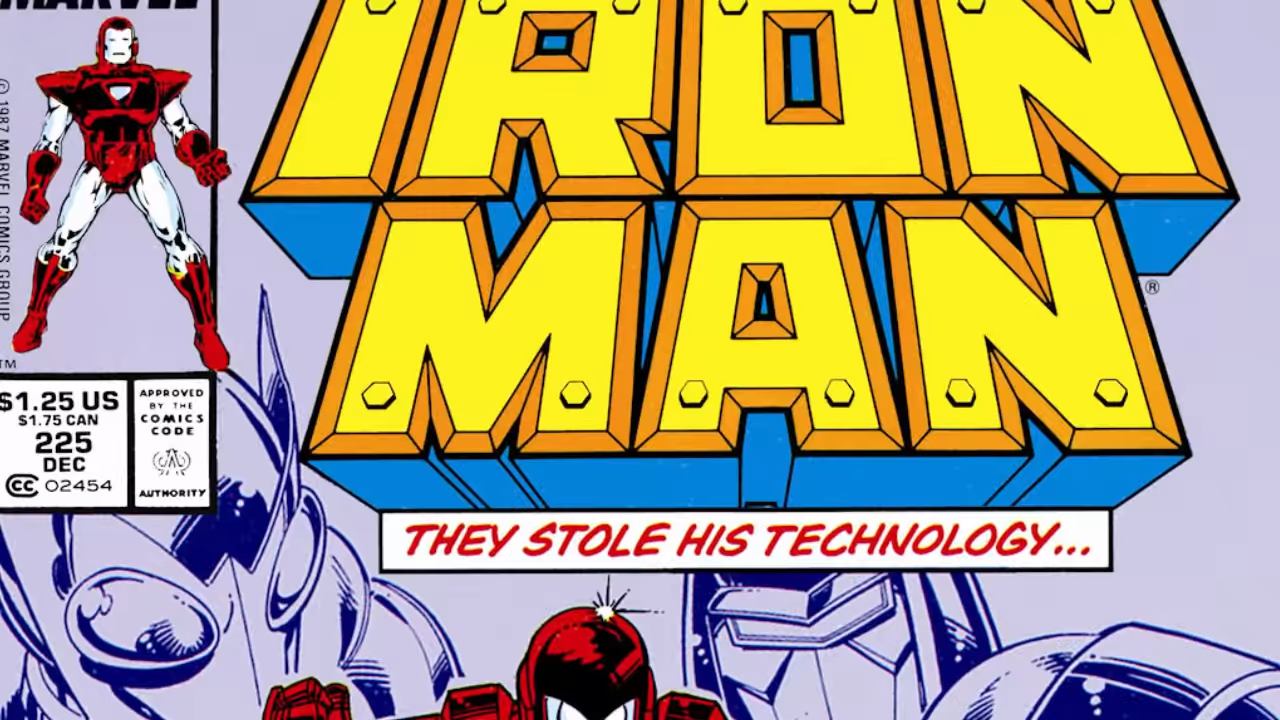 MARVEL
IRON
MAN
®
© 1987 MARVEL COMICS GROUP
TM
$1.25 US
$1.75 CAN
225
DEC
CC 02454
APPROVED
BY THE
COMICS
CODE
AUTHORITY
THEY STOLE HIS TECHNOLOGY...